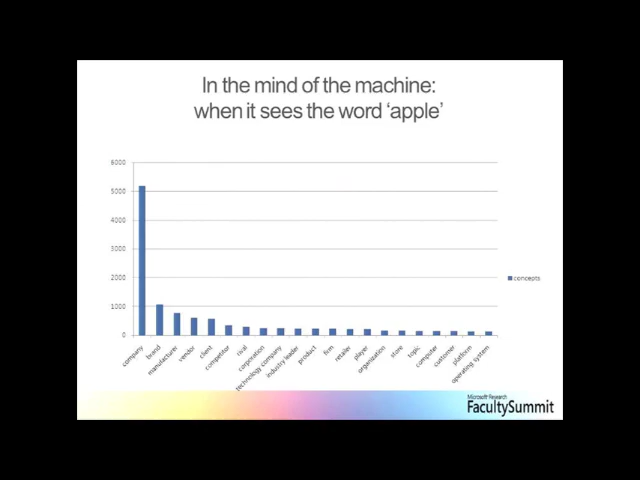 In the mind of the machine:
when it sees the word ‘apple’
6000
5000
4000
3000
2000
1000
0
concepts
company
brand
manufacturer
vendor
client
competitor
rival
corporation
technology company
industry leader
product
firm
retailer
player
organization
store
topic
computer
customer
platform
operating system
Microsoft Research
FacultySummit